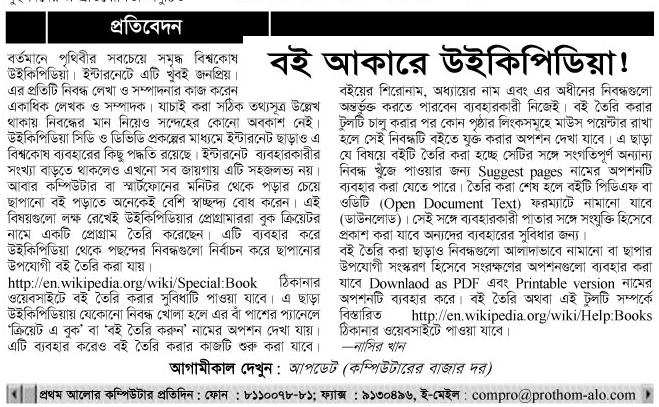 প্রতিবেদন
বই আকারে উইকিপিডিয়া!
বর্তমানে পৃথিবীর সবচেয়ে সমৃদ্ধ বিশ্বকোষ
উইকিপিডিয়া। ইন্টারনেটে এটি খুবই জনপ্রিয়।
এর প্রতিটি নিবন্ধ লেখা ও সম্পাদনার কাজ করেন
একাধিক লেখক ও সম্পাদক। যাচাই করা সঠিক তথ্যসূত্র উল্লেখ
থাকায় নিবন্ধের মান নিয়েও সন্দেহের কোনো অবকাশ নেই।
উইকিপিডিয়া সিডি ও ডিভিডি প্রকল্পের মাধ্যমে ইন্টারনেট ছাড়াও এ
বিশ্বকোষ ব্যবহারের কিছু পদ্ধতি রয়েছে। ইন্টারনেট ব্যবহারকারীর
সংখ্যা বাড়তে থাকলেও এখনো সব জায়গায় এটি সহজলভ্য নয়।
আবার কম্পিউটার বা স্মার্টফোনের মনিটর থেকে পড়ার চেয়ে
ছাপানো বই পড়তে অনেকেই বেশি স্বাচ্ছন্দ্য বোধ করেন। এই
বিষয়গুলো লক্ষ রেখেই উইকিপিডিয়ার প্রোগ্রামাররা বুক ক্রিয়েটর
নামে একটি প্রোগ্রাম তৈরি করেছেন। এটি ব্যবহার করে
উইকিপিডিয়া থেকে পছন্দের নিবন্ধগুলো নির্বাচন করে ছাপানোর
উপযোগী বই তৈরি করা যায়।
http://en.wikipedia.org/wiki/Special:Book ঠিকানার
ওয়েবসাইটে বই তৈরি করার সুবিধাটি পাওয়া যাবে। এ ছাড়া
উইকিপিডিয়ায় যেকোনো নিবন্ধ খোলা হলে এর বাঁ পাশের প্যানেলে
‘ক্রিয়েট এ বুক’ বা ‘বই তৈরি করুন’ নামের অপশন দেখা যায়।
এটি ব্যবহার করেও বই তৈরি করার কাজটি শুরু করা যাবে।
বইয়ের শিরোনাম, অধ্যায়ের নাম এবং এর অধীনের নিবন্ধগুলো
অন্তর্ভুক্ত করতে পারবেন ব্যবহারকারী নিজেই। বই তৈরি করার
টুলটি চালু করার পর কোন পৃষ্ঠার লিংকসমূহে মাউস পয়েন্টার রাখা
হলে সেই নিবন্ধটি বইতে যুক্ত করার অপশন দেখা যাবে। এ ছাড়া
যে বিষয়ে বইটি তৈরি করা হচ্ছে সেটির সঙ্গে সংগতিপূর্ণ অন্যান্য
নিবন্ধ খুঁজে পাওয়ার জন্য Suggest pages নামের অপশনটি
ব্যবহার করা যেতে পারে। তৈরি করা শেষ হলে বইটি পিডিএফ বা
ওডিটি (Open Document Text) ফরম্যাটে নামানো যাবে
(ডাউনলোড)। সেই সঙ্গে ব্যবহারকারী পাতার সঙ্গে সংযুক্তি হিসেবে
প্রকাশ করা যাবে অন্যদের ব্যবহারের সুবিধার জন্য।
বই তৈরি করা ছাড়াও নিবন্ধগুলো আলাদাভাবে নামানো বা ছাপার
উপযোগী সংস্করণ হিসেবে সংরক্ষণের অপশনগুলো ব্যবহার করা
যাবে Downlaod as PDF এবং Printable version নামের
অপশনটি ব্যবহার করে। বই তৈরি অথবা এই টুলটি সম্পর্কে
বিস্তারিত http://en.wikipedia.org/wiki/Help:Books
ঠিকানার ওয়েবসাইটে পাওয়া যাবে।
—নাসির খান
আগামীকাল দেখুন : আপডেট (কম্পিউটারের বাজার দর)
প্রথম আলোর কম্পিউটার প্রতিদিন : ফোন : ৮১১০০৭৮-৮১; ফ্যাক্স : ৯১৩০৪৯৬, ই-মেইল : compro@prothom-alo.com